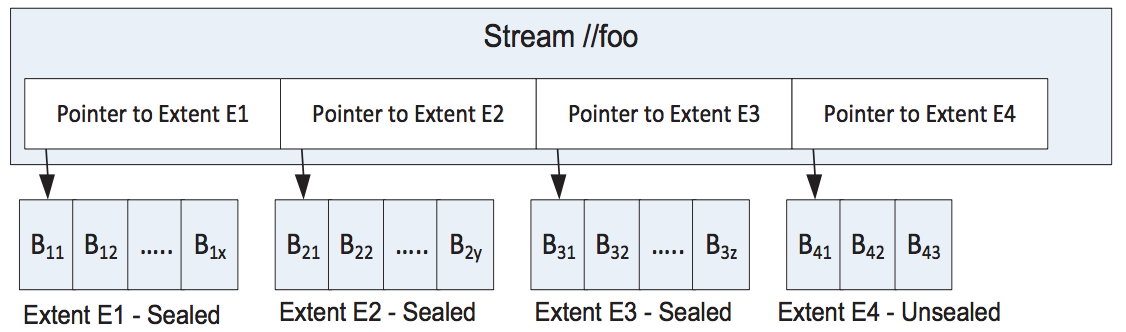 Stream //foo
Pointer to Extent E1 Pointer to Extent E2 Pointer to Extent E3 Pointer to Extent E4
B11 B12 ..... B1x B21 B22 ..... B2y B31 B32 ..... B3z B41 B42 B43
Extent E1 - Sealed Extent E2 - Sealed Extent E3 - Sealed Extent E4 - Unsealed